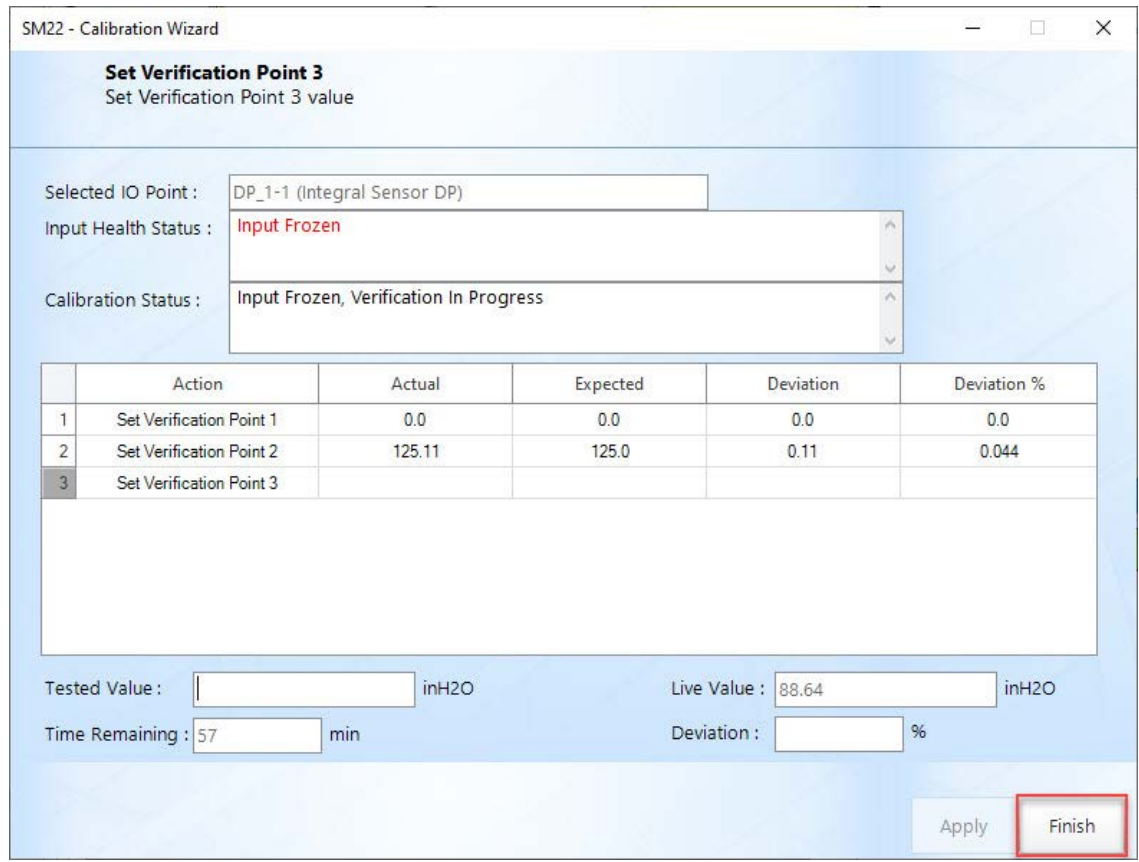 SM22 - Calibration Wizard
Set Verification Point 3
Set Verification Point 3 value
Selected IO Point : DP_1-1 (Integral Sensor DP)
Input Health Status : Input Frozen
Calibration Status : Input Frozen, Verification In Progress
Action Actual Expected Deviation Deviation %
1 Set Verification Point 1 0.0 0.0 0.0 0.0
2 Set Verification Point 2 125.11 125.0 0.11 0.044
3 Set Verification Point 3
Tested Value : inH2O Live Value : 88.64 inH2O
Time Remaining : 57 min Deviation : %
Apply Finish